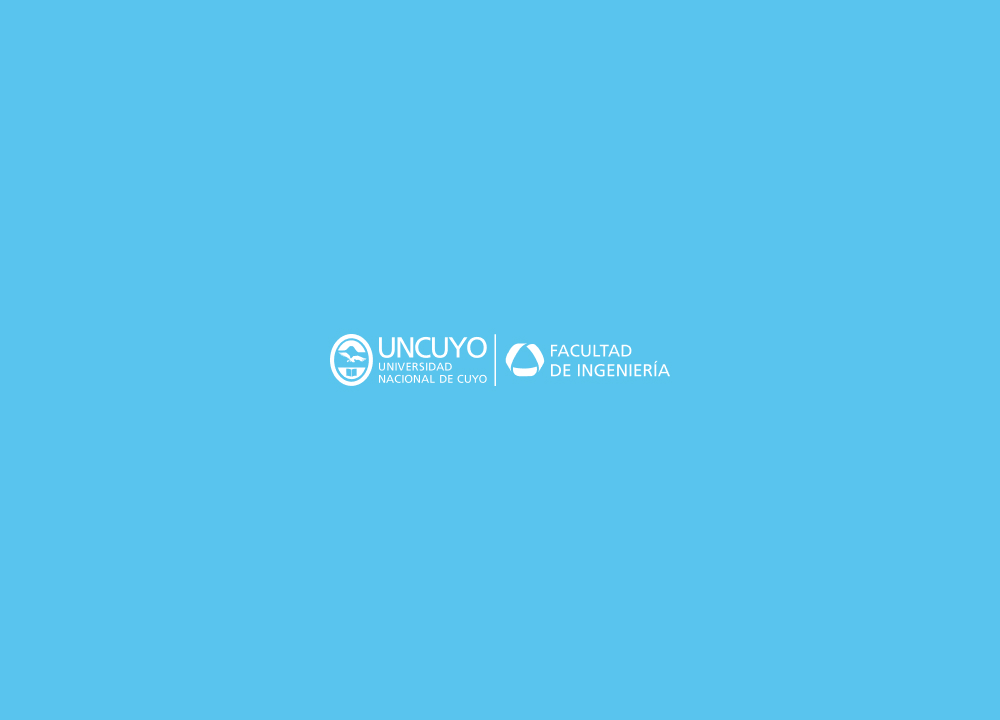 UNCUYO
UNIVERSIDAD
NACIONAL DE CUYO
FACULTAD
DE INGENIERÍA